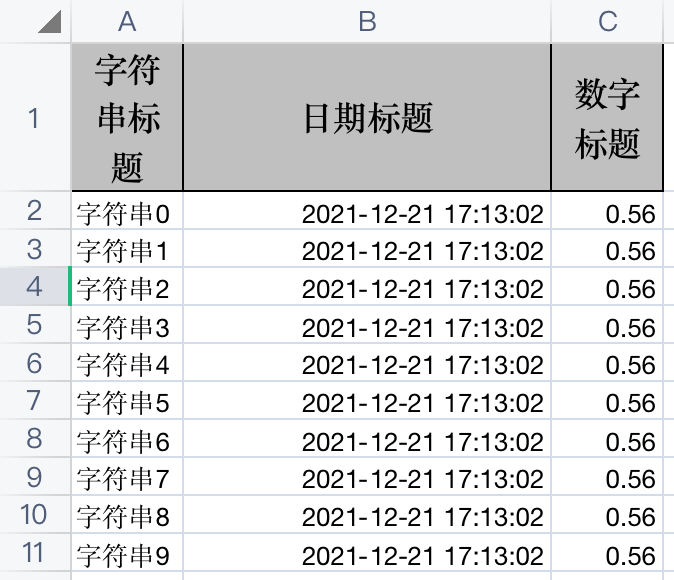 A B C
1 字符串标题 日期标题 数字标题
2 字符串0 2021-12-21 17:13:02 0.56
3 字符串1 2021-12-21 17:13:02 0.56
4 字符串2 2021-12-21 17:13:02 0.56
5 字符串3 2021-12-21 17:13:02 0.56
6 字符串4 2021-12-21 17:13:02 0.56
7 字符串5 2021-12-21 17:13:02 0.56
8 字符串6 2021-12-21 17:13:02 0.56
9 字符串7 2021-12-21 17:13:02 0.56
10 字符串8 2021-12-21 17:13:02 0.56
11 字符串9 2021-12-21 17:13:02 0.56